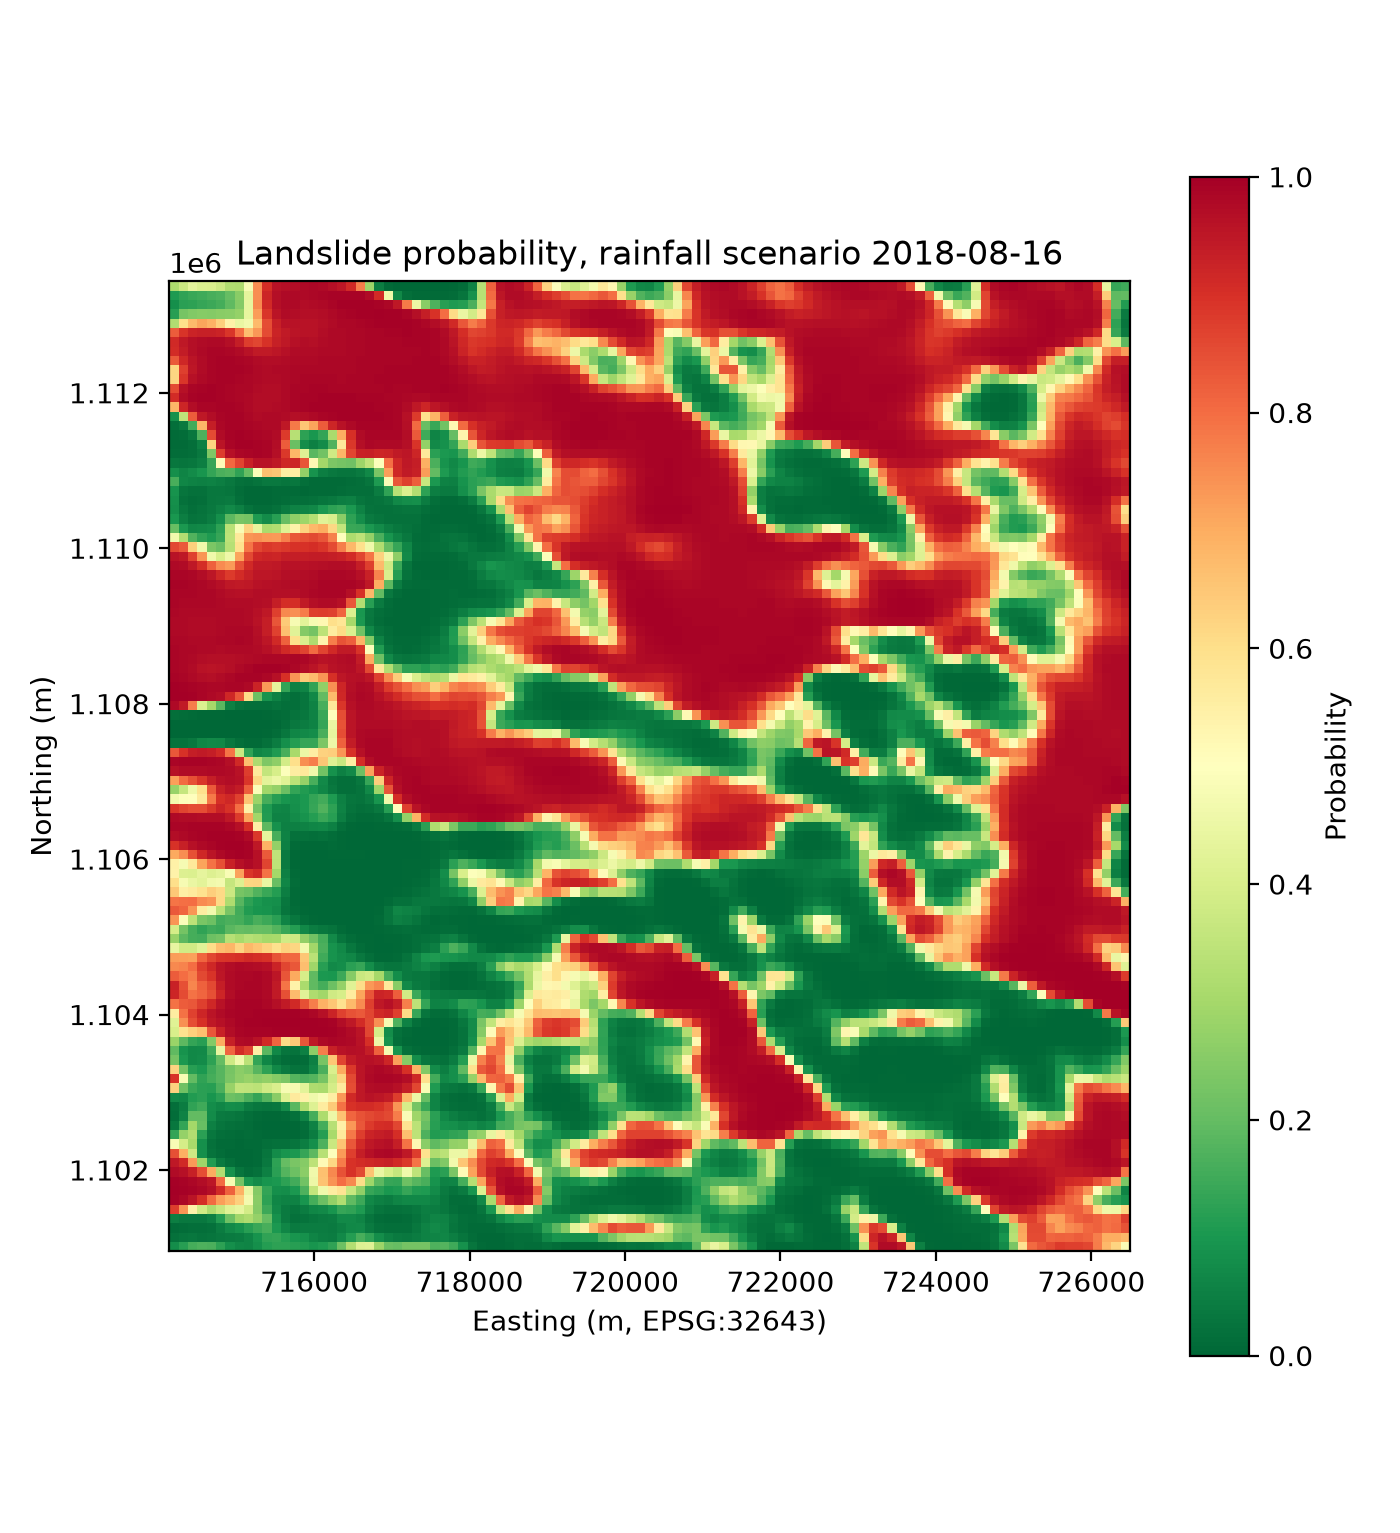 Landslide probability, rainfall scenario 2018-08-16
1e6
1.112
1.110
1.108
1.106
1.104
1.102
Northing (m)
716000 718000 720000 722000 724000 726000
Easting (m, EPSG:32643)
1.0
0.8
0.6
0.4
0.2
0.0
Probability